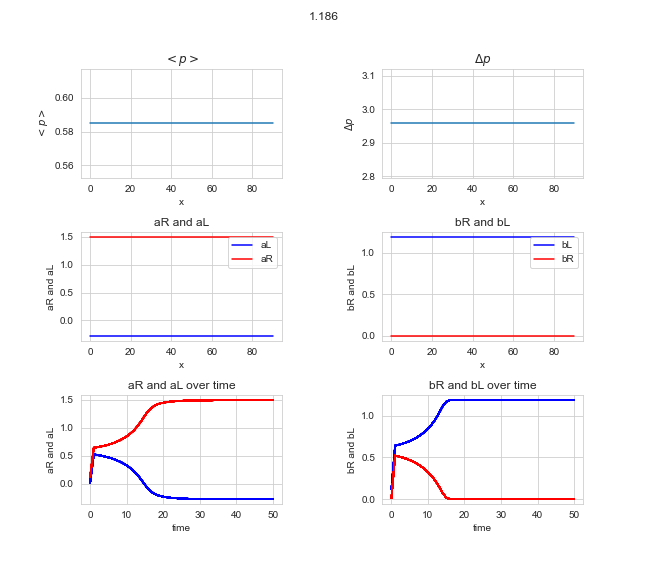 1.186
< p >
Δp
< p >
0.60
0.58
0.56
0 20 40 60 80
x
Δp
3.1
3.0
2.9
2.8
0 20 40 60 80
x
aR and aL
bR and bL
aR and aL
1.5
1.0
0.5
0.0
aL
aR
0 20 40 60 80
x
bR and bL
1.0
0.5
0.0
bL
bR
0 20 40 60 80
x
aR and aL over time
bR and bL over time
aR and aL
1.5
1.0
0.5
0.0
0 10 20 30 40 50
time
bR and bL
1.0
0.5
0.0
0 10 20 30 40 50
time